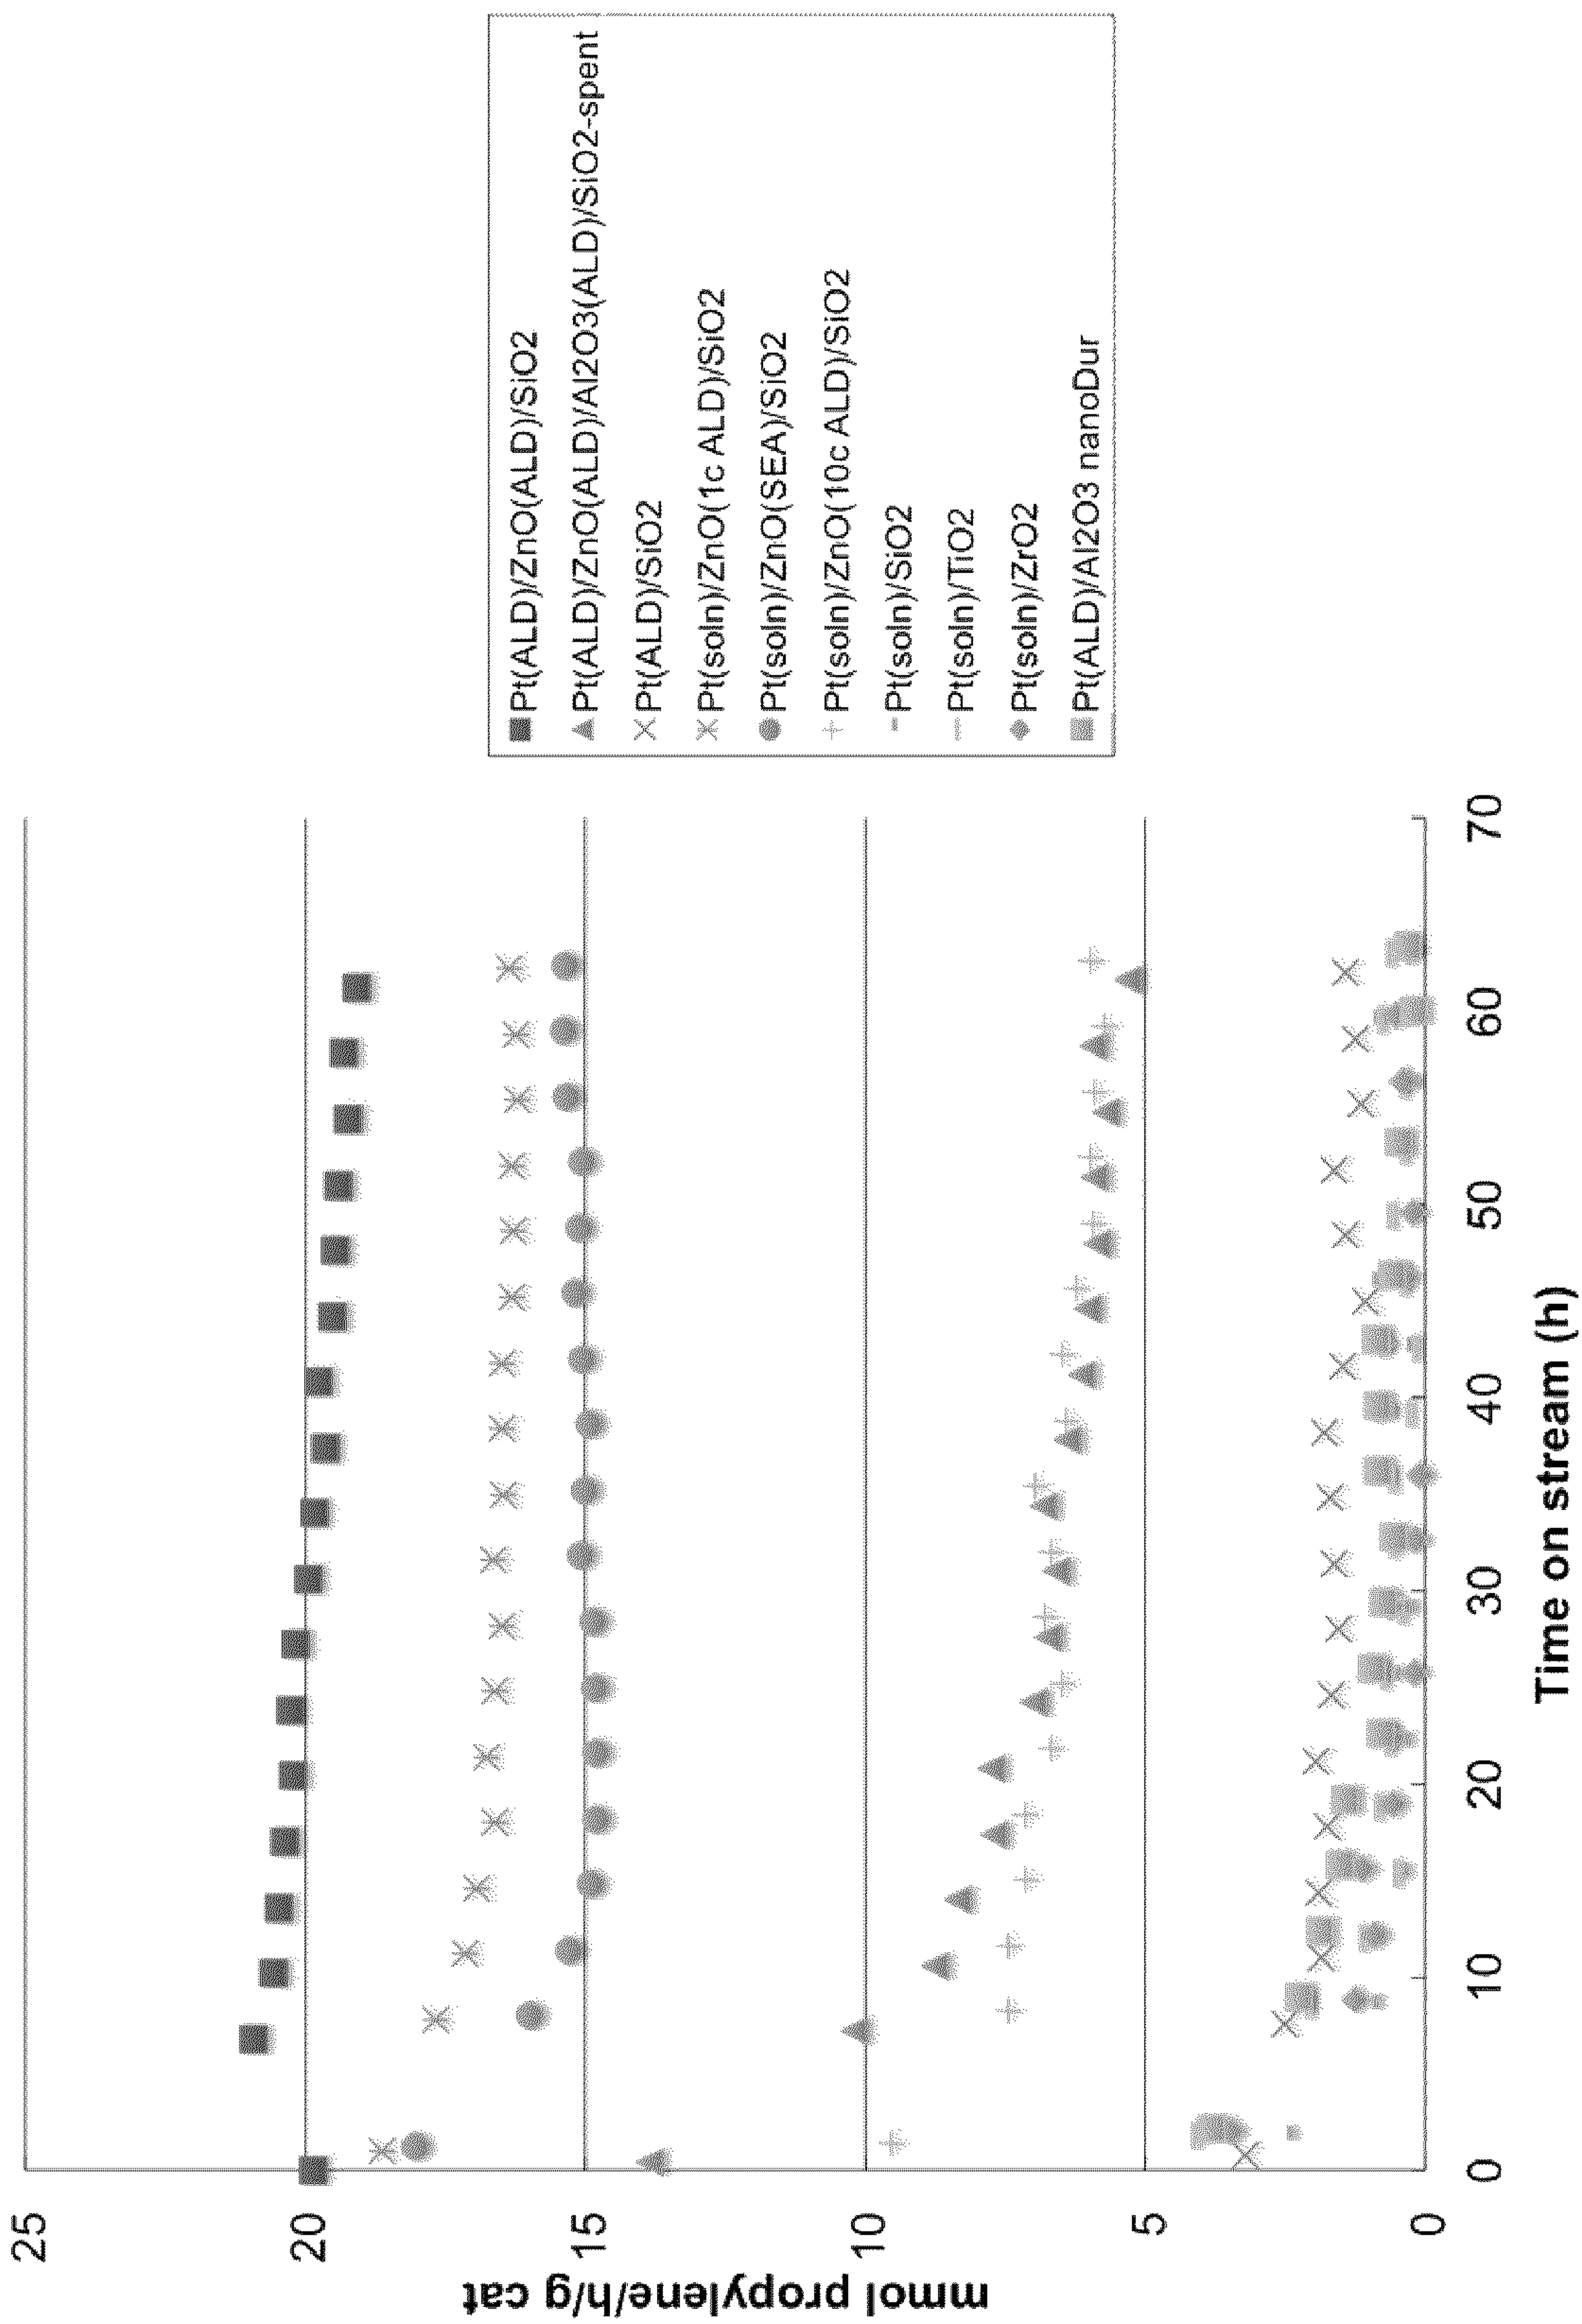 mmol propylene/h/g cat
25
20
15
10
5
0
0
10
20
30
40
50
60
70
Time on stream (h)
Pt(ALD)/ZnO(ALD)/SiO2
Pt(ALD)/ZnO(ALD)/Al2O3(ALD)/SiO2-spent
Pt(ALD)/SiO2
Pt(soln)/ZnO(1c ALD)/SiO2
Pt(soln)/ZnO(SEA)/SiO2
Pt(soln)/ZnO(10c ALD)/SiO2
Pt(soln)/SiO2
Pt(soln)/TiO2
Pt(soln)/ZrO2
Pt(ALD)/Al2O3 nanoDur